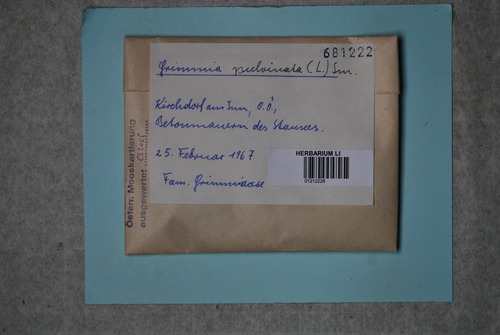 681222
Grimmia pulvinata (L.) Sm.
Kirchdorf am Inn, O.Ö.,
Betonmauern des Stausees.
25. Februar 1967
HERBARIUM LI
Fam. Grimmiaceae
Österr. Mooskartierung
ausgewertet